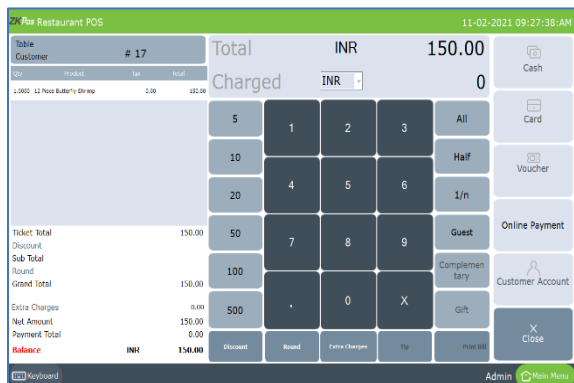 ZKPos Restaurant POS 11-02-2021 09:27:38 AM
Table
Customer # 17
Qty Product Tax Total
1.0000 12 Piece Butterfly Shrimp 0.00 150.00
Total INR 150.00
Charged INR 0
5 1 2 3 All
10 Half
20 4 5 6 1/n
50 7 8 9 Guest
100 Complemen
tary
500 . 0 X Gift
Discount Round Extra Charges Tip Print Bill
Cash
Card
Voucher
Online Payment
Customer Account
Close
Ticket Total 150.00
Discount
Sub Total
Round
Grand Total 150.00
Extra Charges 0.00
Net Amount 150.00
Payment Total 0.00
Balance INR 150.00
Keyboard Admin Main Menu